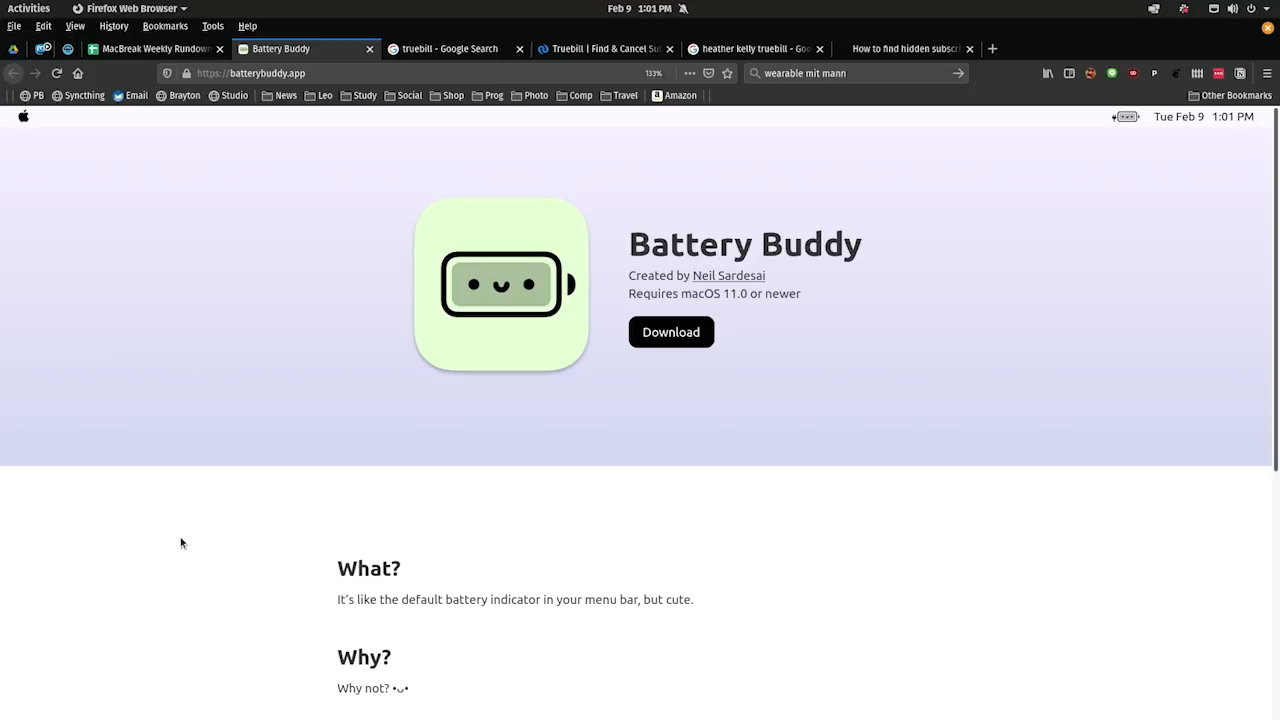 Activities Firefox Web Browser Feb 9 1:01 PM
File Edit View History Bookmarks Tools Help
MacBreak Weekly Rundown Battery Buddy truebill - Google Search Truebill | Find & Cancel Su heather kelly truebill - Goo How to find hidden subscri
https://batterybuddy.app 133% wearable mit mann
PB Syncthing Email Brayton Studio News Leo Study Social Shop Prog Photo Comp Travel Amazon Other Bookmarks
Tue Feb 9 1:01 PM
Battery Buddy
Created by Neil Sardesai
Requires macOS 11.0 or newer
Download
What?
It's like the default battery indicator in your menu bar, but cute.
Why?
Why not? •ᴗ•